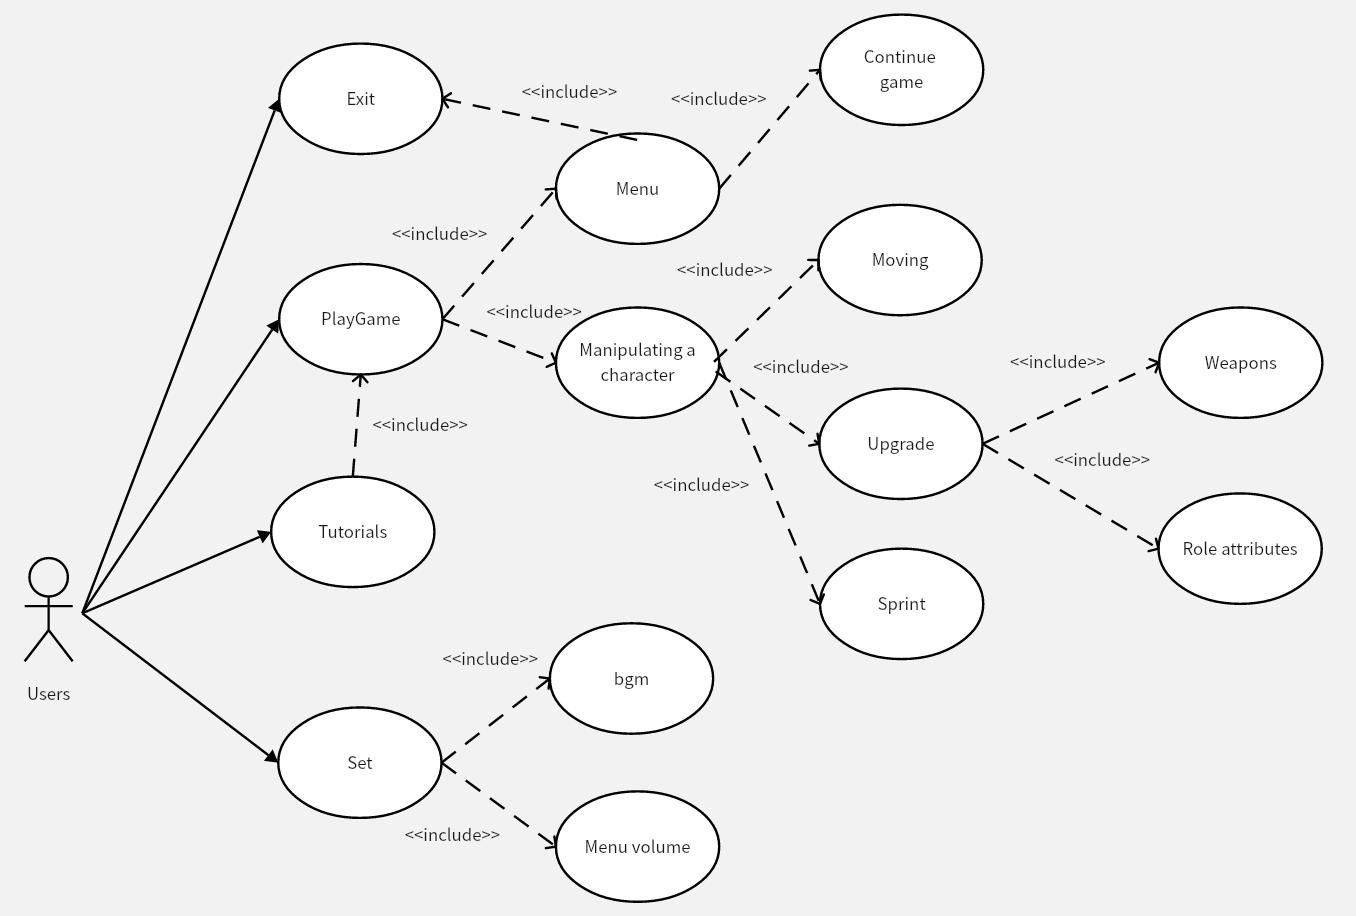 Continue
game
Exit
<<include>>
<<include>>
Menu
<<include>>
Moving
<<include>>
PlayGame
<<include>>
Manipulating a
character
<<include>>
<<include>>
Weapons
<<include>>
Upgrade
<<include>>
<<include>>
Tutorials
Role attributes
Sprint
Users
<<include>>
bgm
Set
<<include>>
Menu volume